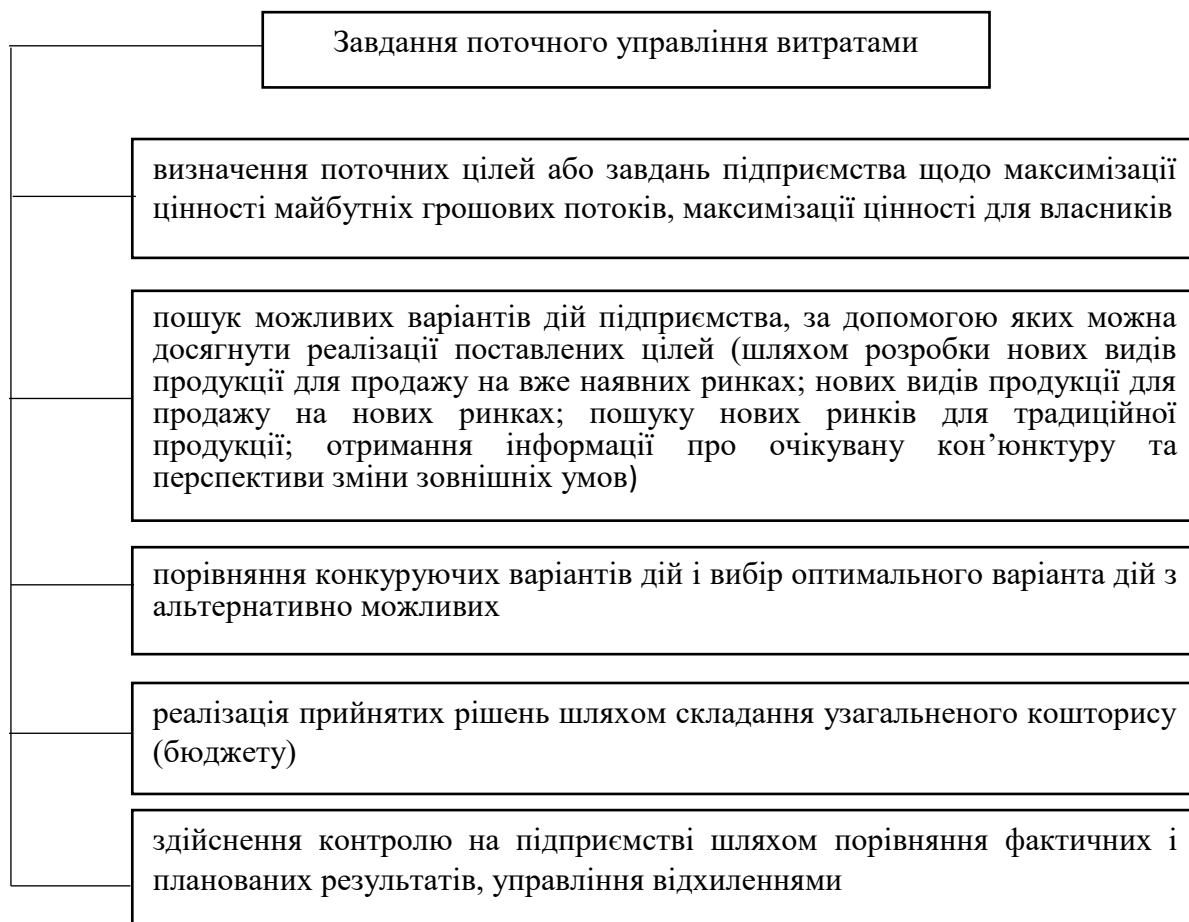 Завдання поточного управління витратами
визначення поточних цілей або завдань підприємства щодо максимізації
цінності майбутніх грошових потоків, максимізації цінності для власників
пошук можливих варіантів дій підприємства, за допомогою яких можна
досягнути реалізації поставлених цілей (шляхом розробки нових видів
продукції для продажу на вже наявних ринках; нових видів продукції для
продажу на нових ринках; пошуку нових ринків для традиційної
продукції; отримання інформації про очікувану кон’юнктуру та
перспективи зміни зовнішніх умов)
порівняння конкуруючих варіантів дій і вибір оптимального варіанта дій з
альтернативно можливих
реалізація прийнятих рішень шляхом складання узагальненого кошторису
(бюджету)
здійснення контролю на підприємстві шляхом порівняння фактичних і
планованих результатів, управління відхиленнями